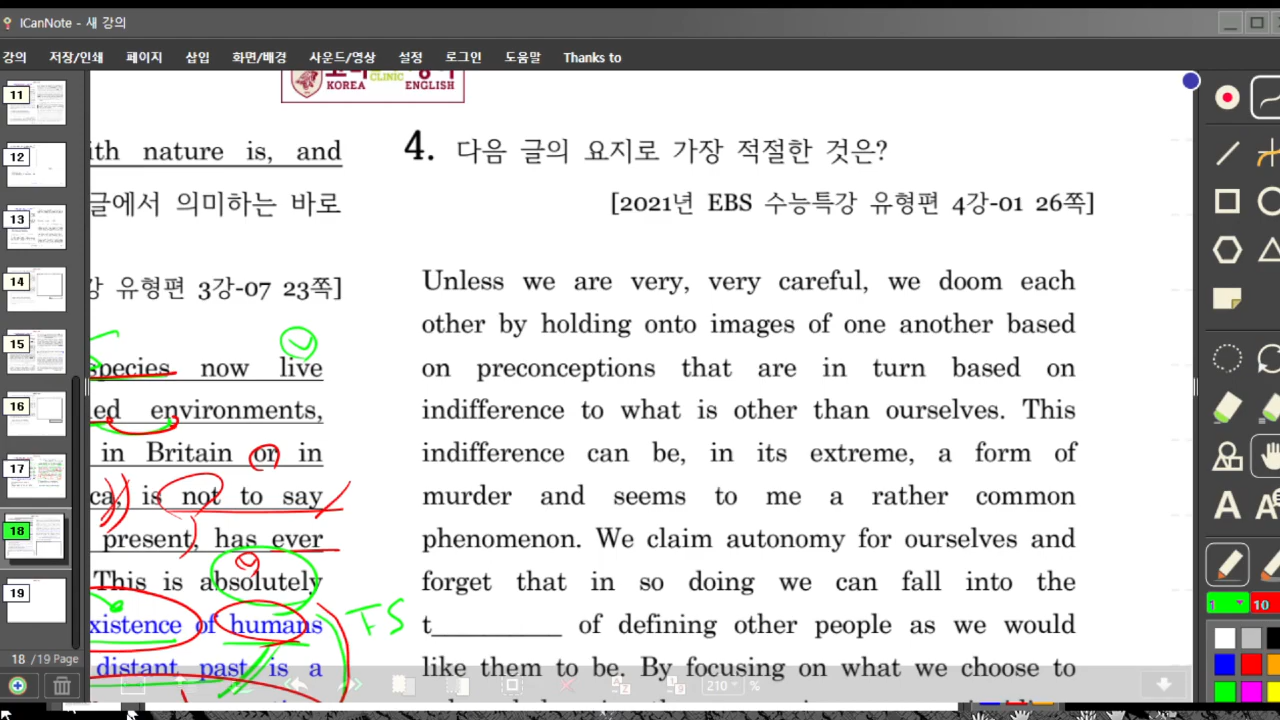 ICanNote - 새 강의
강의 저장/인쇄 페이지 삽입 화면/배경 사운드/영상 설정 로그인 도움말 Thanks to
11
12
13
14
15
16
17
18
19
18 /19 Page
KOREA CLINIC ENGLISH
ith nature is, and
글에서 의미하는 바로
강 유형편 3강-07 23쪽]
species now live
ed environments,
in Britain or in
ca, is not to say
present, has ever
This is absolutely
xistence of humans
TS
distant past is a
4. 다음 글의 요지로 가장 적절한 것은?
[2021년 EBS 수능특강 유형편 4강-01 26쪽]
Unless we are very, very careful, we doom each
other by holding onto images of one another based
on preconceptions that are in turn based on
indifference to what is other than ourselves. This
indifference can be, in its extreme, a form of
murder and seems to me a rather common
phenomenon. We claim autonomy for ourselves and
forget that in so doing we can fall into the
t__________ of defining other people as we would
like them to be. By focusing on what we choose to
210 %
A
A
1 10